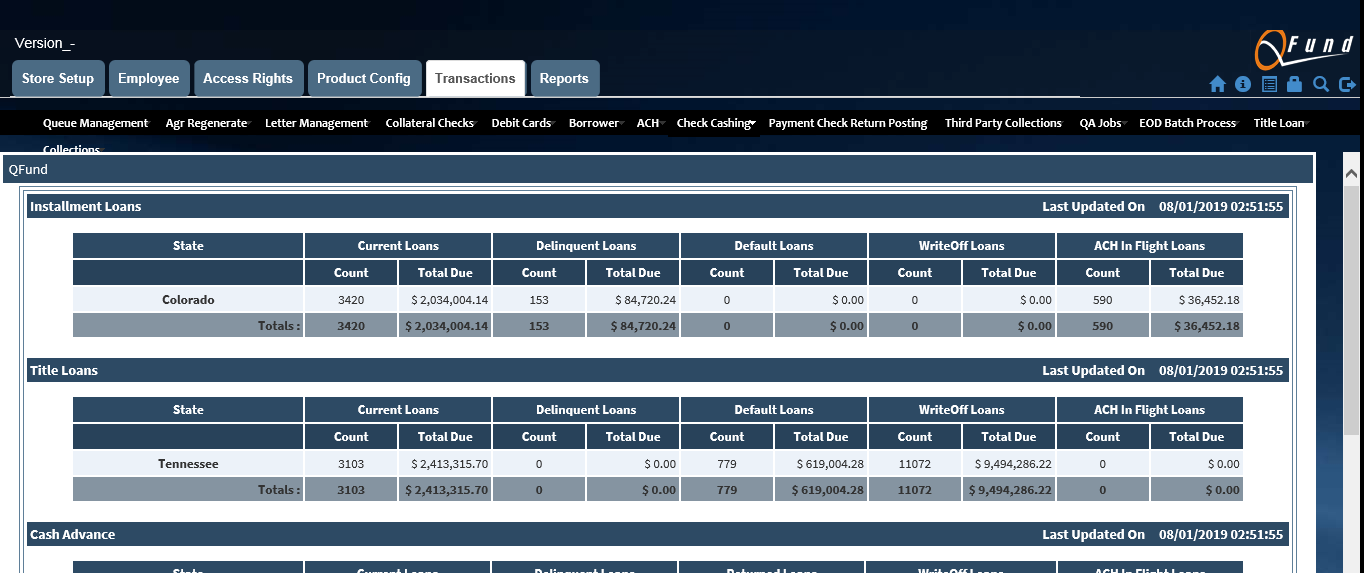 Version_-
QFund
Store Setup Employee Access Rights Product Config Transactions Reports
Queue Management Agr Regenerate Letter Management Collateral Checks Debit Cards Borrower ACH Check Cashing Payment Check Return Posting Third Party Collections QA Jobs EOD Batch Process Title Loan
Collections
QFund
Installment Loans Last Updated On 08/01/2019 02:51:55
State Current Loans Delinquent Loans Default Loans WriteOff Loans ACH In Flight Loans
Count Total Due Count Total Due Count Total Due Count Total Due Count Total Due
Colorado 3420 $ 2,034,004.14 153 $ 84,720.24 0 $ 0.00 0 $ 0.00 590 $ 36,452.18
Totals : 3420 $ 2,034,004.14 153 $ 84,720.24 0 $ 0.00 0 $ 0.00 590 $ 36,452.18
Title Loans Last Updated On 08/01/2019 02:51:55
State Current Loans Delinquent Loans Default Loans WriteOff Loans ACH In Flight Loans
Count Total Due Count Total Due Count Total Due Count Total Due Count Total Due
Tennessee 3103 $ 2,413,315.70 0 $ 0.00 779 $ 619,004.28 11072 $ 9,494,286.22 0 $ 0.00
Totals : 3103 $ 2,413,315.70 0 $ 0.00 779 $ 619,004.28 11072 $ 9,494,286.22 0 $ 0.00
Cash Advance Last Updated On 08/01/2019 02:51:55
State Current Loans Delinquent Loans Returned Loans WriteOff Loans ACH In Flight Loans